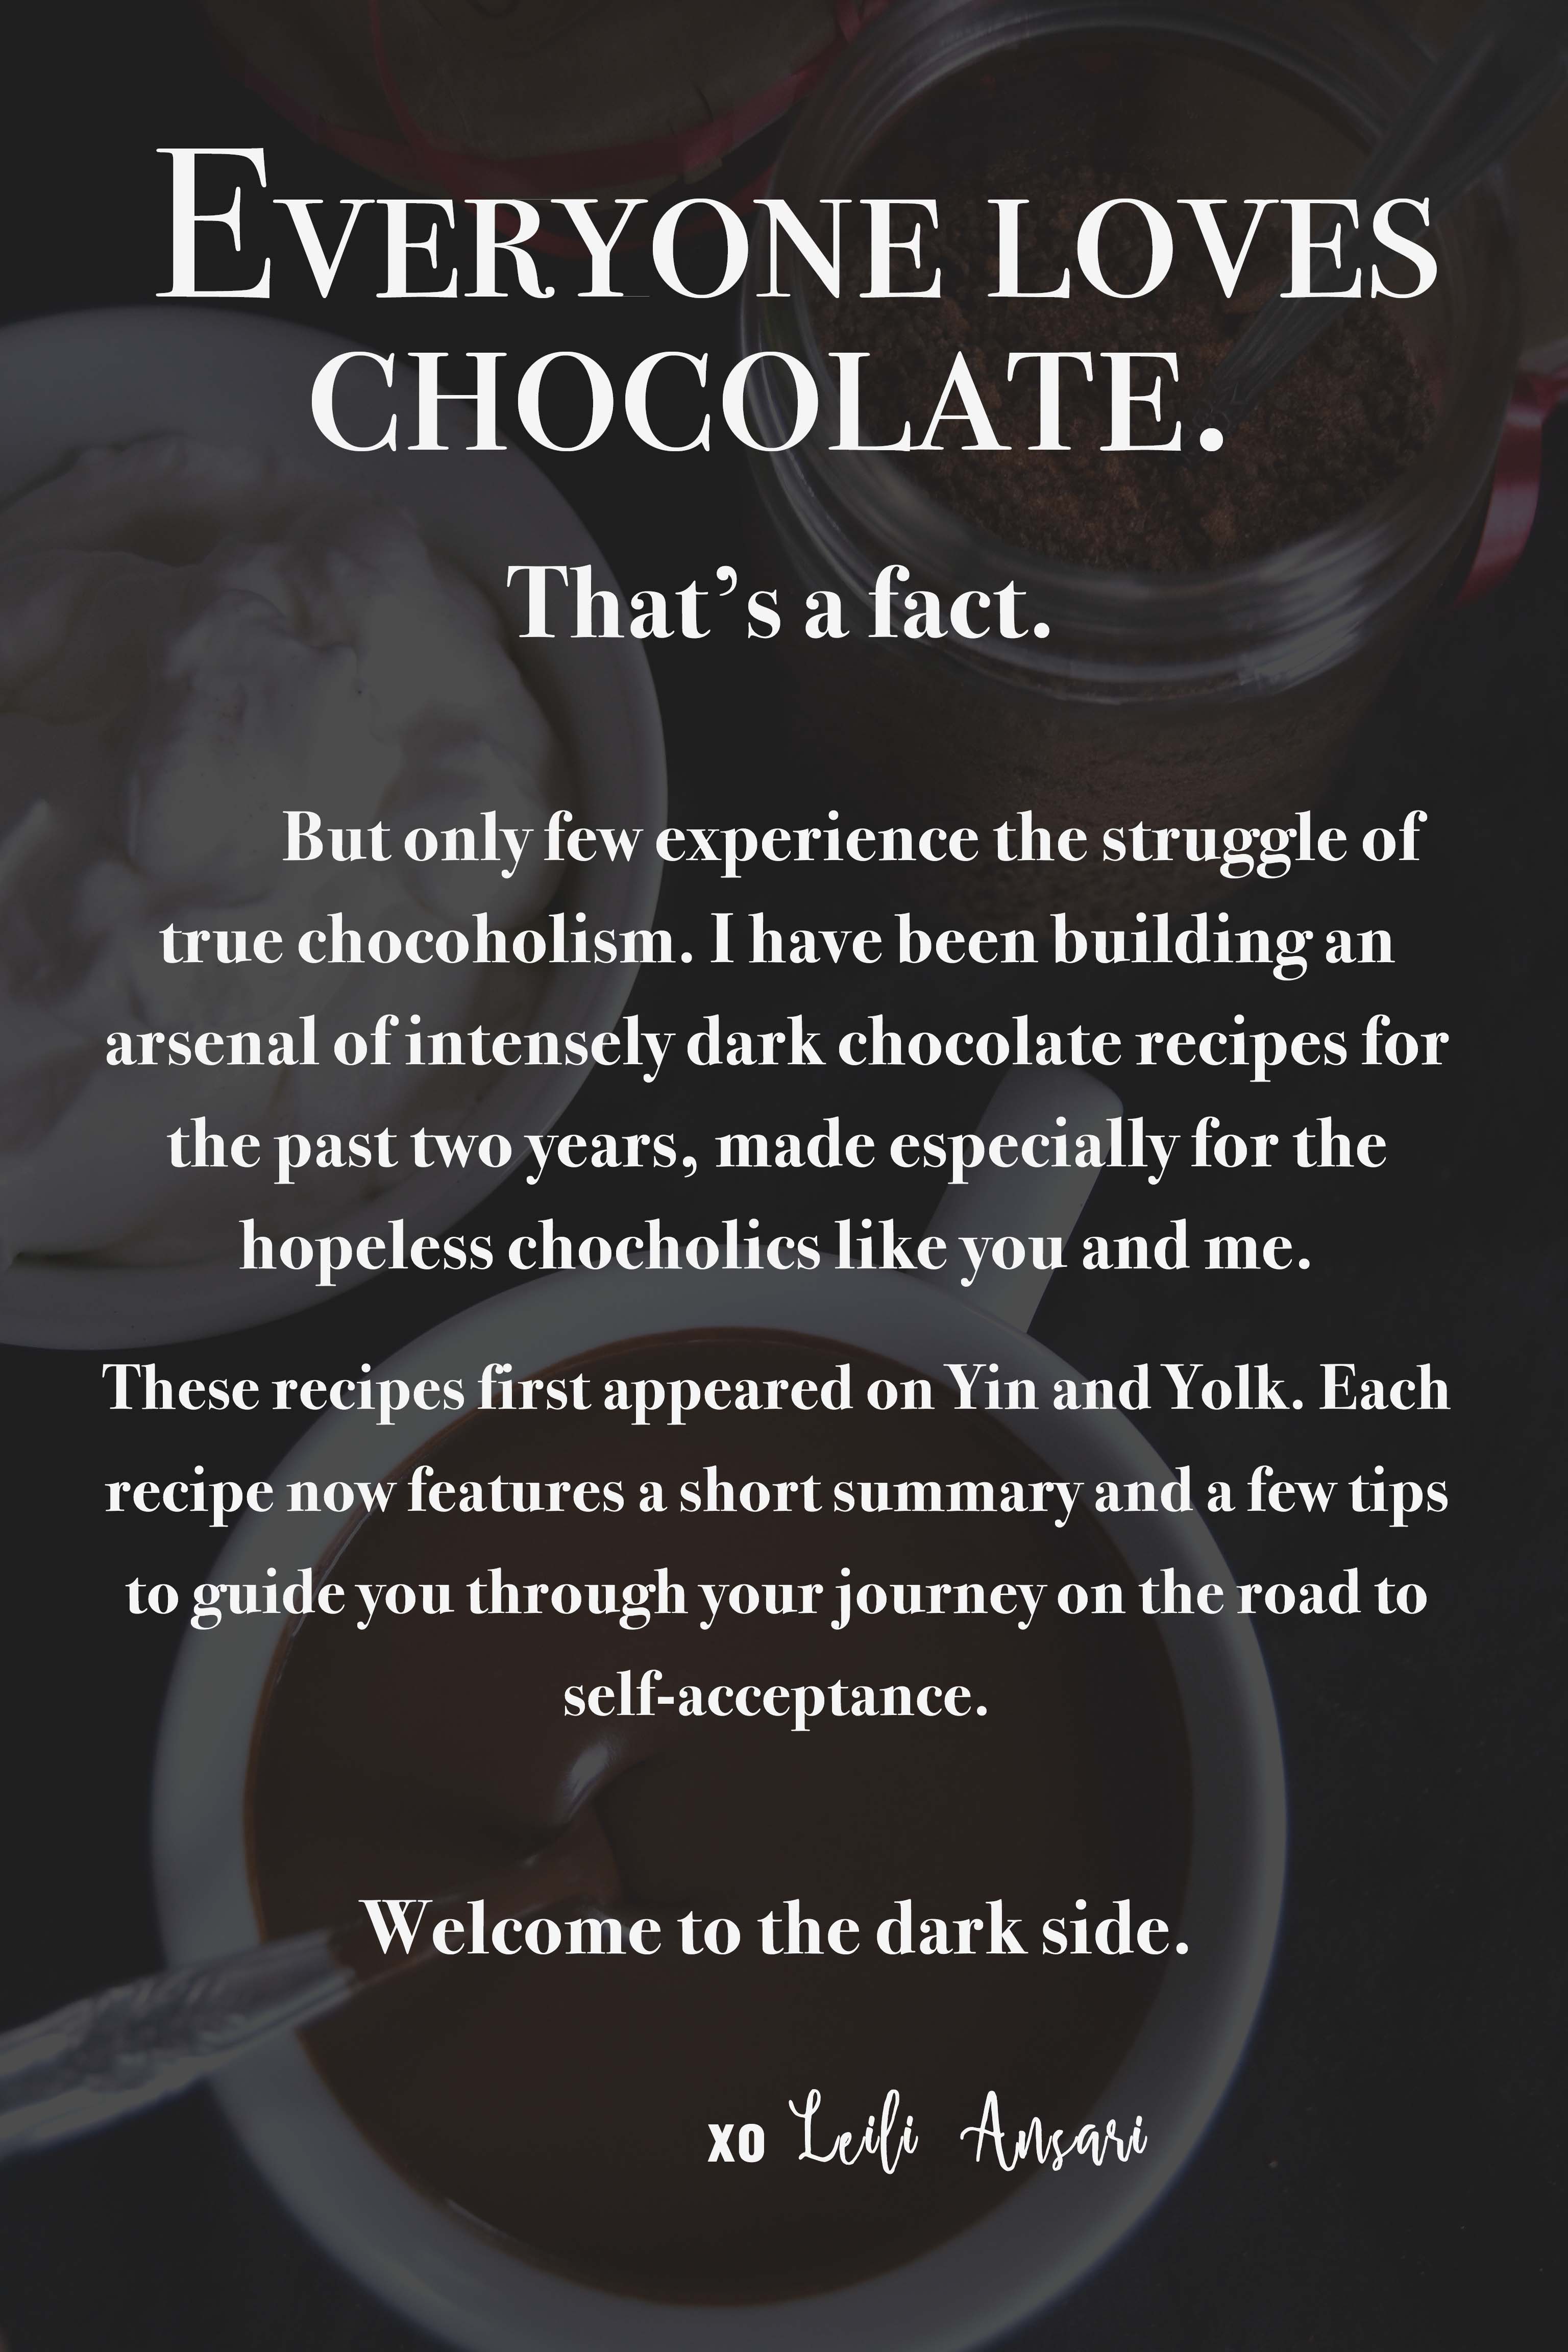 Everyone loves
chocolate.
That’s a fact.
But only few experience the struggle of
true chocoholism. I have been building an
arsenal of intensely dark chocolate recipes for
the past two years, made especially for the
hopeless chocholics like you and me.
These recipes first appeared on Yin and Yolk. Each
recipe now features a short summary and a few tips
to guide you through your journey on the road to
self-acceptance.
Welcome to the dark side.
xo Leili Ansari